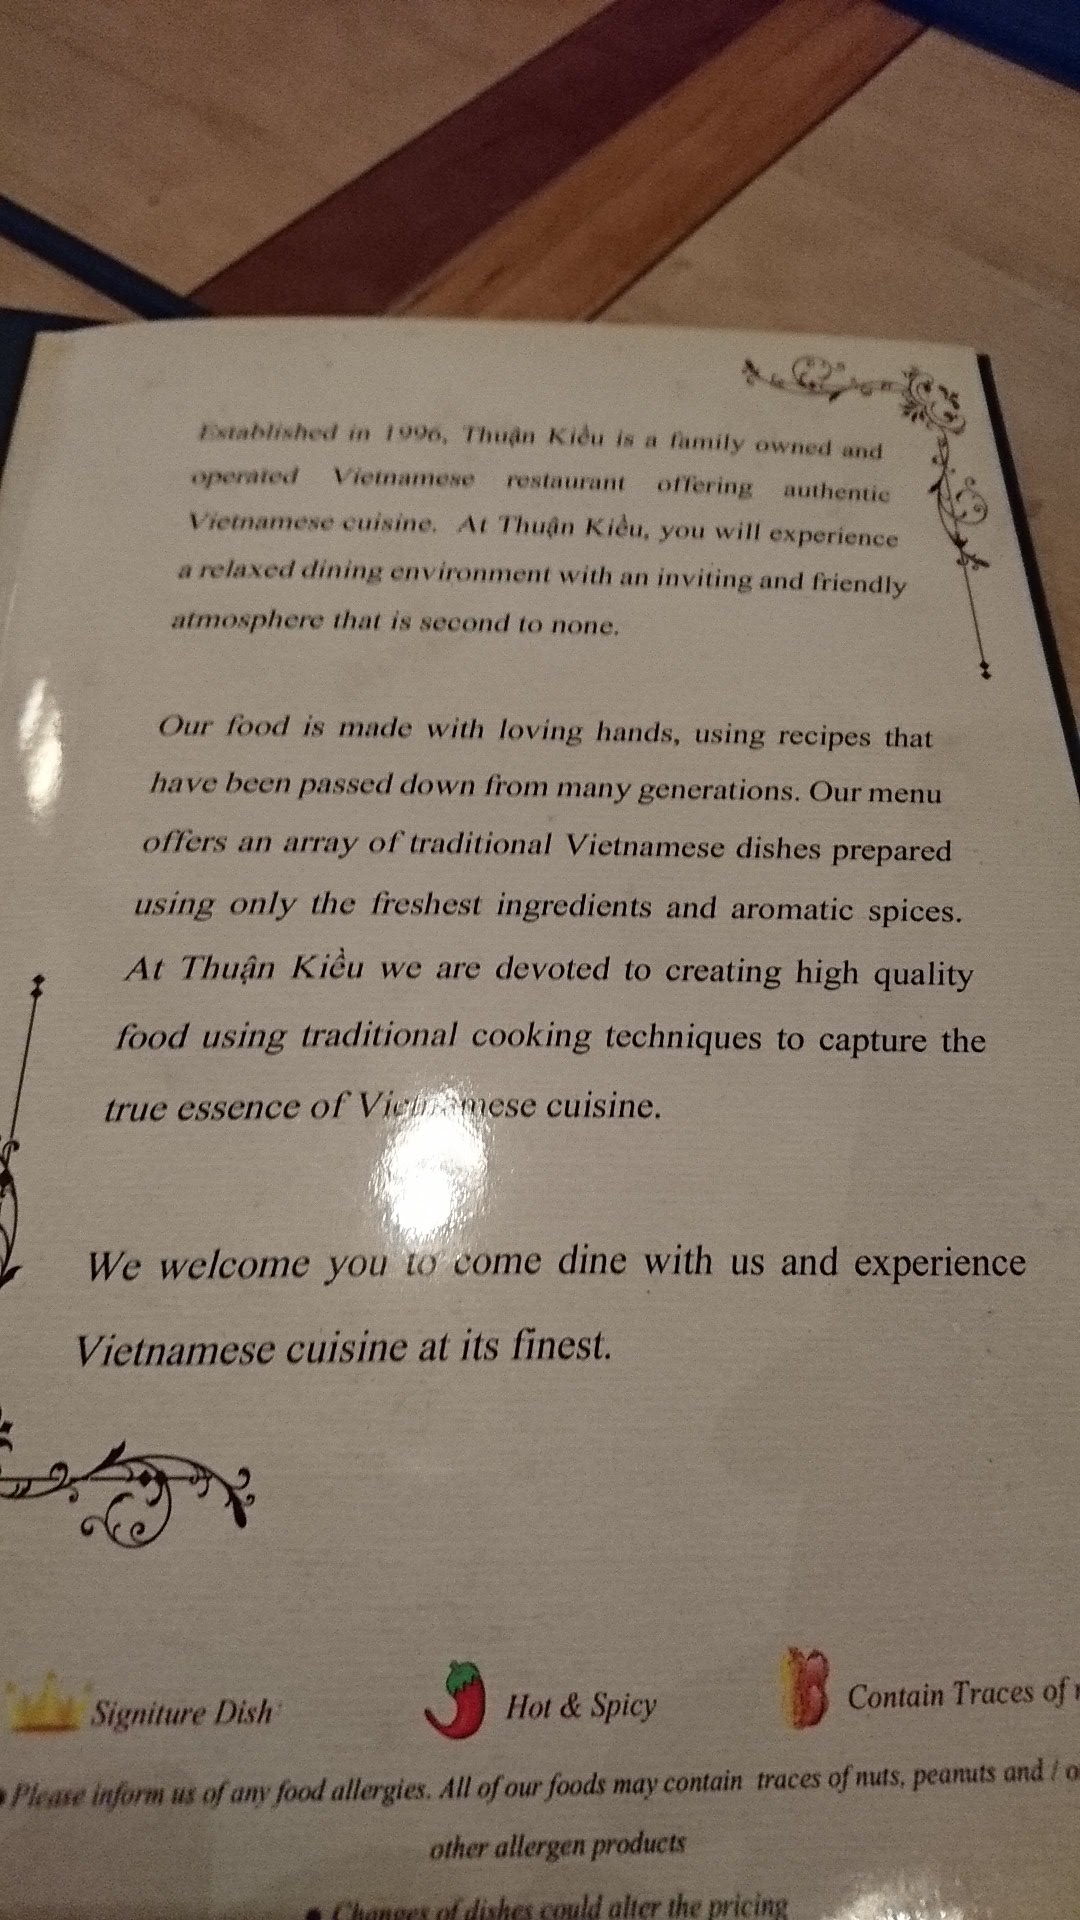 Established in 1996, Thuận Kiều is a family owned and
operated Vietnamese restaurant offering authentic
Vietnamese cuisine. At Thuận Kiều, you will experience
a relaxed dining environment with an inviting and friendly
atmosphere that is second to none.
Our food is made with loving hands, using recipes that
have been passed down from many generations. Our menu
offers an array of traditional Vietnamese dishes prepared
using only the freshest ingredients and aromatic spices.
At Thuận Kiều we are devoted to creating high quality
food using traditional cooking techniques to capture the
true essence of Vietnamese cuisine.
We welcome you to come dine with us and experience
Vietnamese cuisine at its finest.
Signiture Dish
Hot & Spicy
Contain Traces of
• Please inform us of any food allergies. All of our foods may contain traces of nuts, peanuts and /
other allergen products
• Changes of dishes could alter the pricing